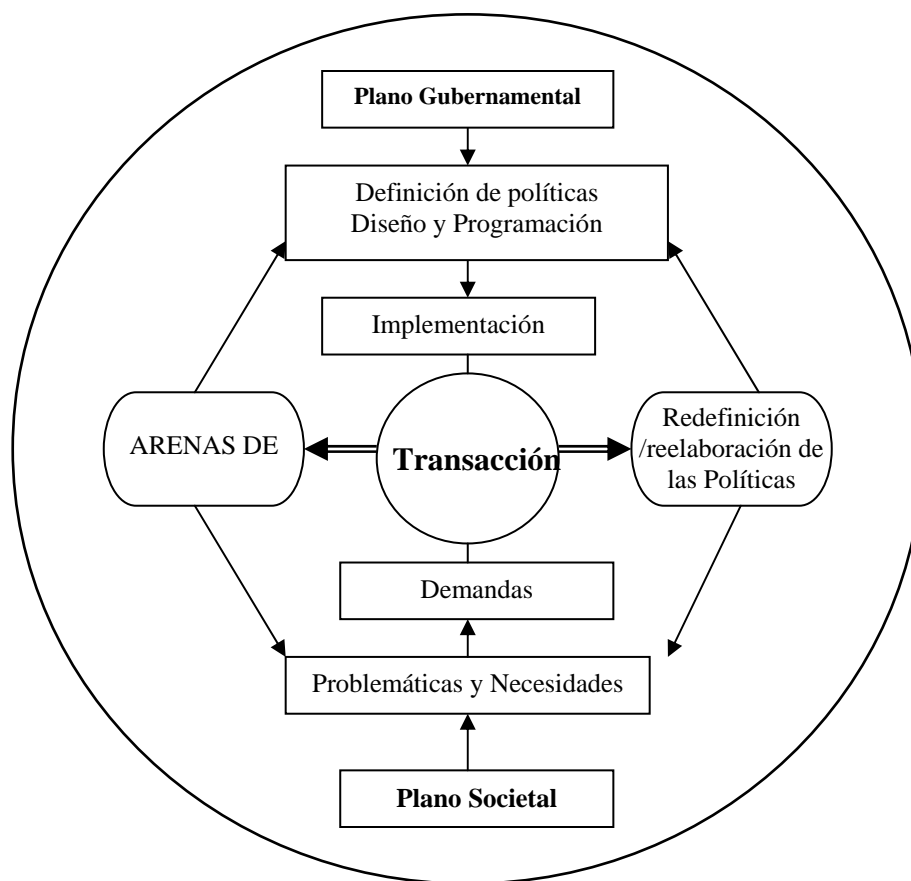 Plano Gubernamental
Definición de políticas
Diseño y Programación
Implementación
ARENAS DE
Transacción
Redefinición
/reelaboración de
las Políticas
Demandas
Problemáticas y Necesidades
Plano Societal